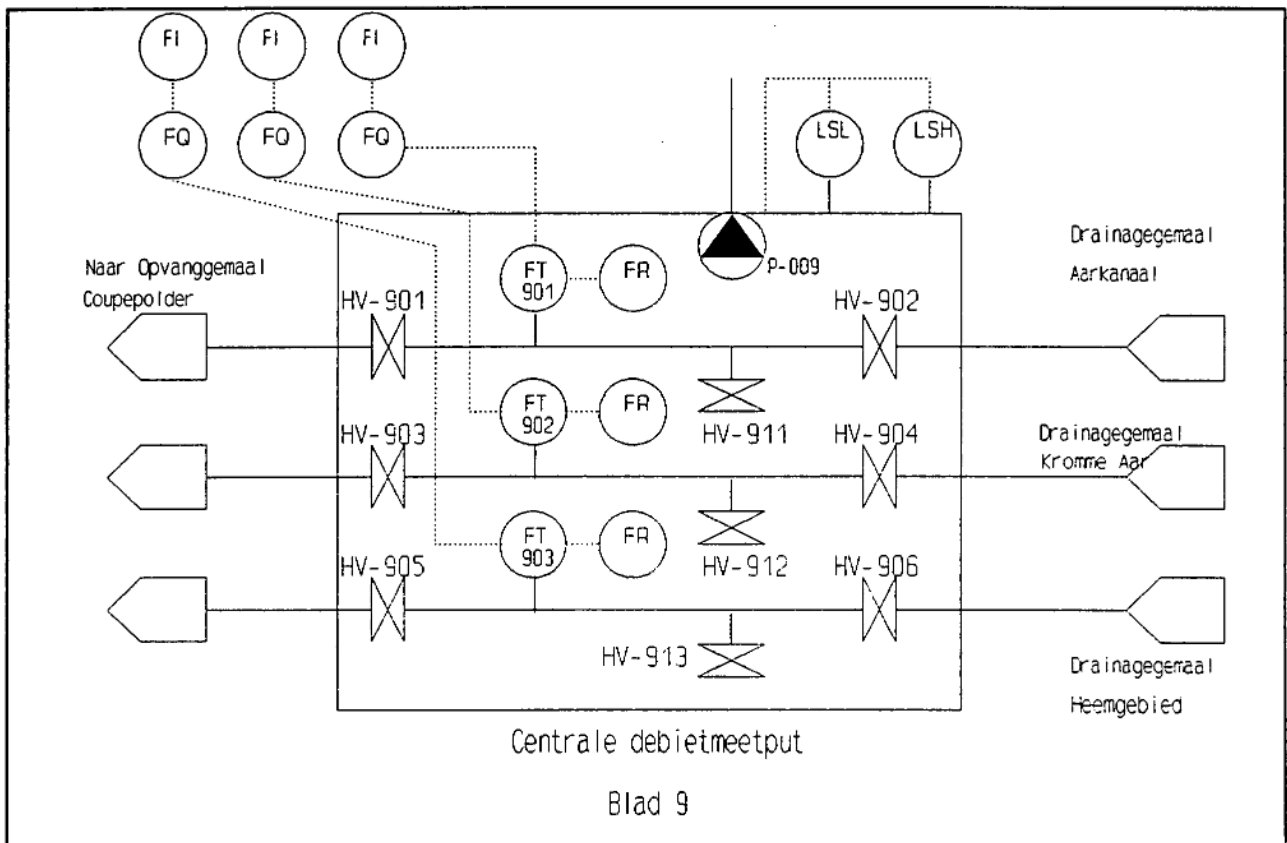 FI FI FI
FQ FQ FQ
LSL LSH
Drainagegemaal
Aarkanaal
Naar Opvanggemaal
Coupepolder
P-009
FT
901
FR
HV-901
HV-902
FT
902
FR
HV-911
HV-903
HV-904
Drainagegemaal
Kromme Aar
FT
903
FR
HV-912
HV-905
HV-906
HV-913
Drainagegemaal
Heemgebied
Centrale debietmeetput
Blad 9